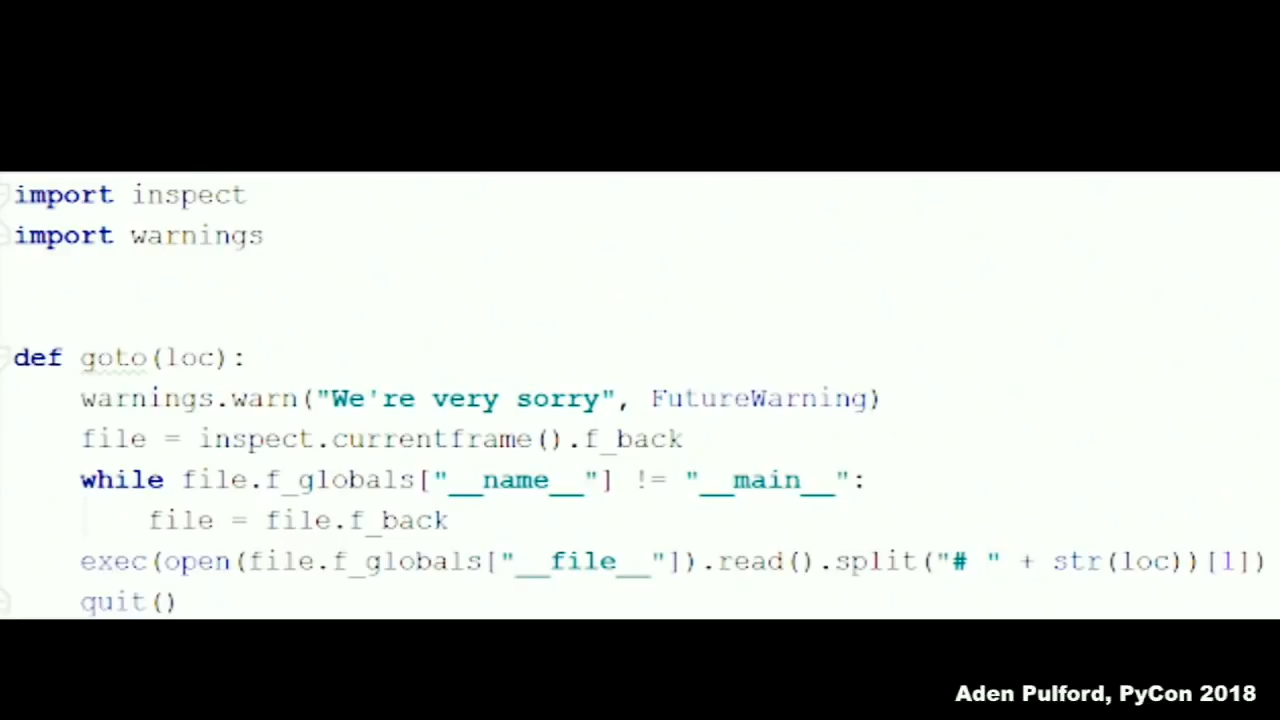 import inspect
import warnings
def goto(loc):
    warnings.warn("We're very sorry", FutureWarning)
    file = inspect.currentframe().f_back
    while file.f_globals["__name__"] != "__main__":
        file = file.f_back
    exec(open(file.f_globals["__file__"]).read().split("# " + str(loc))[1])
    quit()
Aden Pulford, PyCon 2018